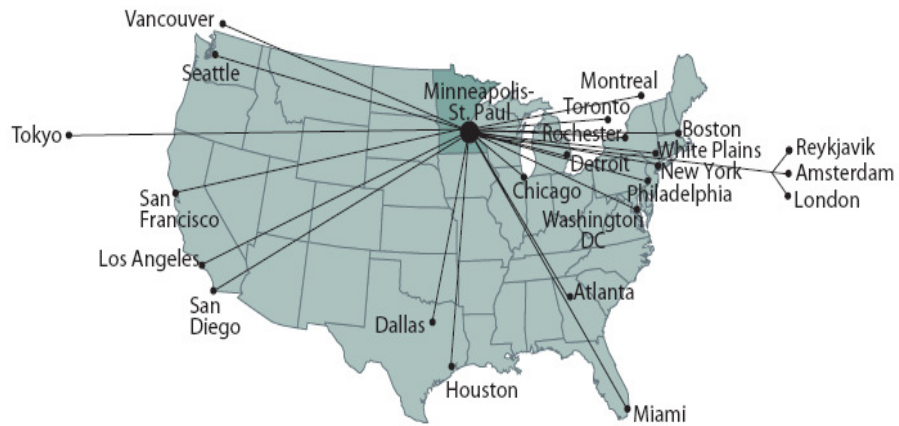 Vancouver
Seattle
Minneapolis-
St. Paul
Montreal
Toronto
Tokyo
Rochester
Boston
White Plains
Reykjavik
Detroit
New York
Amsterdam
Chicago
Philadelphia
London
San
Francisco
Washington
DC
Los Angeles
San
Diego
Atlanta
Dallas
Houston
Miami